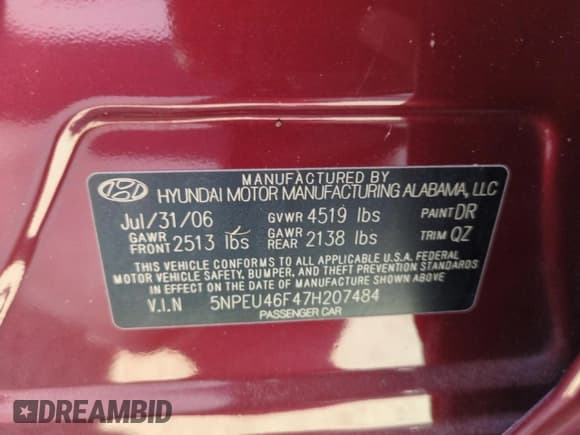 MANUFACTURED BY
HYUNDAI MOTOR MANUFACTURING ALABAMA, LLC
Jul/31/06 GVWR 4519 lbs PAINT DR
GAWR FRONT 2513 lbs GAWR REAR 2138 lbs TRIM QZ
THIS VEHICLE CONFORMS TO ALL APPLICABLE U.S.A. FEDERAL
MOTOR VEHICLE SAFETY, BUMPER, AND THEFT PREVENTION STANDARDS
IN EFFECT ON THE DATE OF MANUFACTURE SHOWN ABOVE.
V.I.N 5NPEU46F47H207484
PASSENGER CAR
DREAMBID